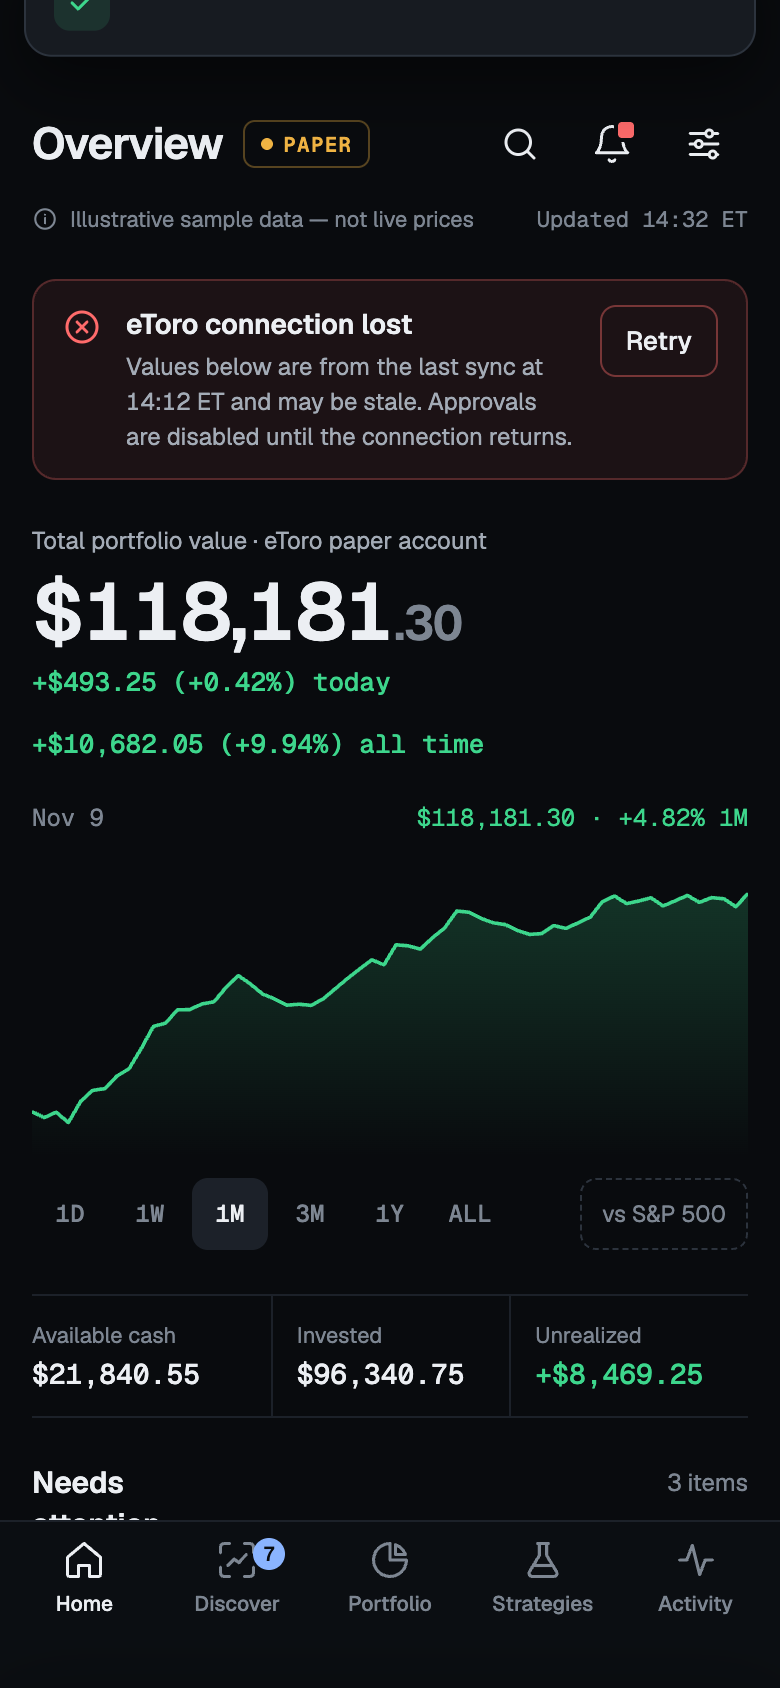 Overview
PAPER
Illustrative sample data — not live prices
Updated 14:32 ET
eToro connection lost
Retry
Values below are from the last sync at
14:12 ET and may be stale. Approvals
are disabled until the connection returns.
Total portfolio value · eToro paper account
$118,181.30
+$493.25 (+0.42%) today
+$10,682.05 (+9.94%) all time
Nov 9
$118,181.30 · +4.82% 1M
1D 1W 1M 3M 1Y ALL
vs S&P 500
Available cash
$21,840.55
Invested
$96,340.75
Unrealized
+$8,469.25
Needs
attention
3 items
7
Home
Discover
Portfolio
Strategies
Activity